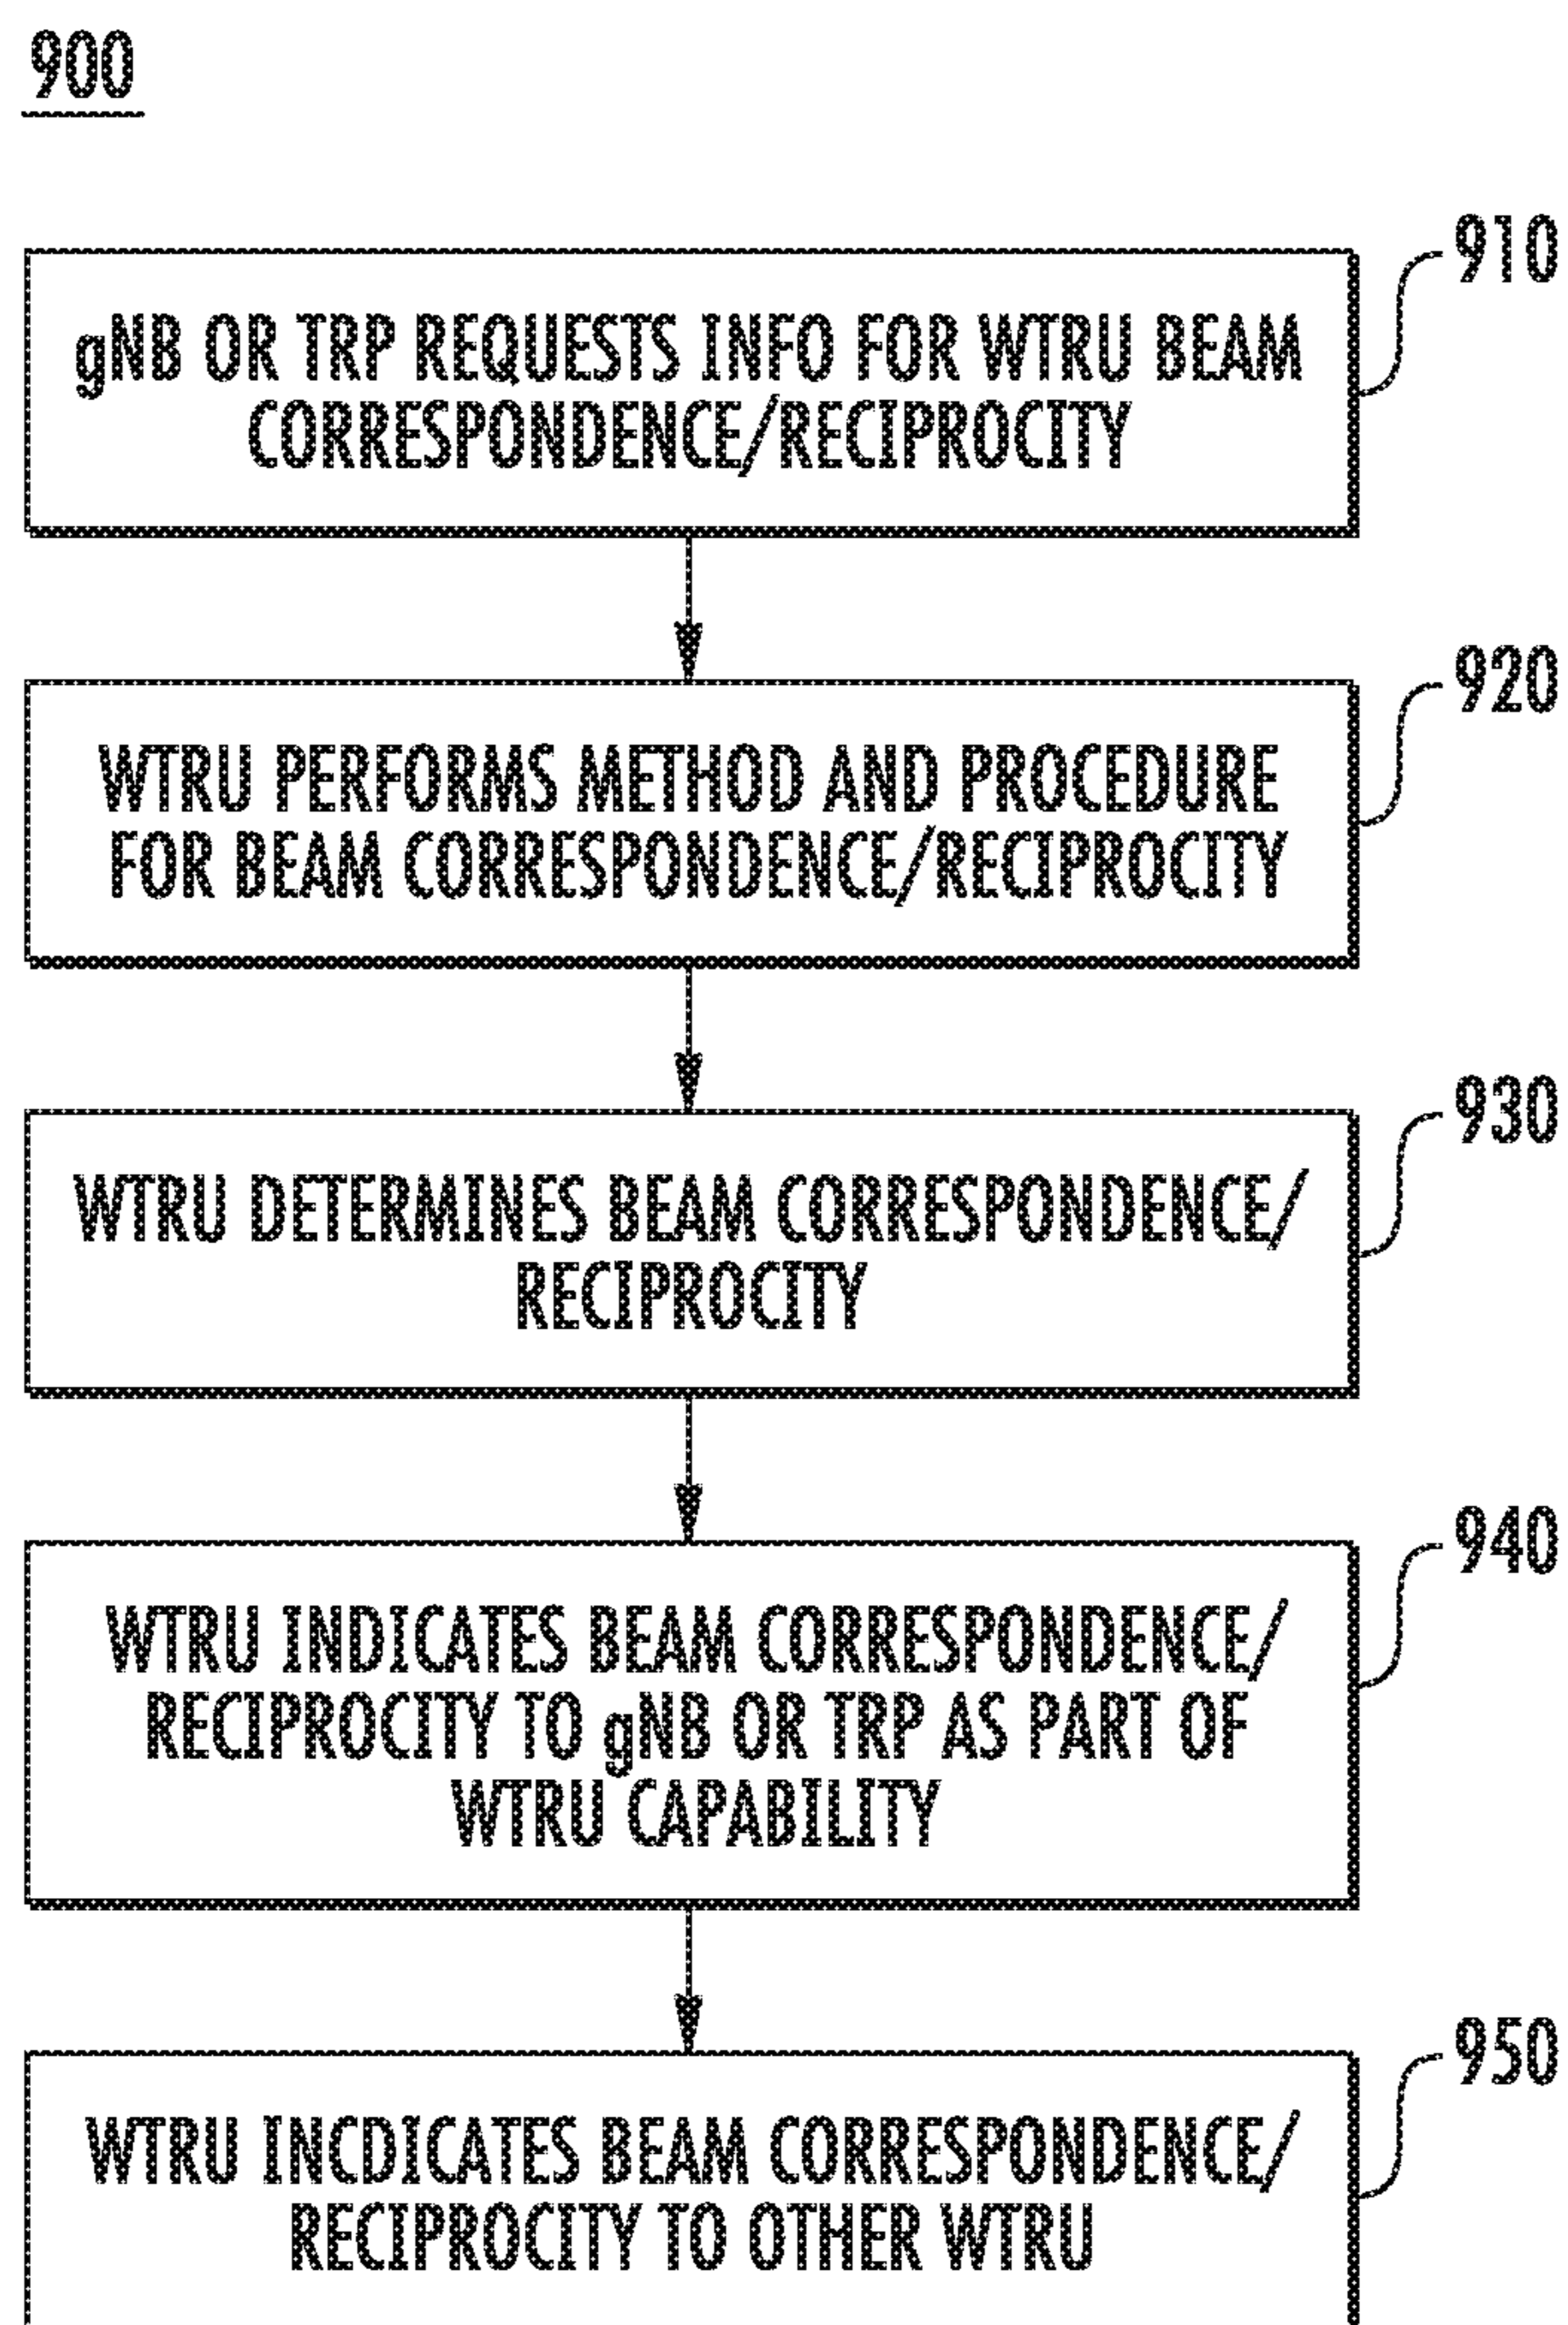 900
910
gNB OR TRP REQUESTS INFO FOR WTRU BEAM
CORRESPONDENCE/RECIPROCITY
920
WTRU PERFORMS METHOD AND PROCEDURE
FOR BEAM CORRESPONDENCE/RECIPROCITY
930
WTRU DETERMINES BEAM CORRESPONDENCE/
RECIPROCITY
940
WTRU INDICATES BEAM CORRESPONDENCE/
RECIPROCITY TO gNB OR TRP AS PART OF
WTRU CAPABILITY
950
WTRU INCDICATES BEAM CORRESPONDENCE/
RECIPROCITY TO OTHER WTRU